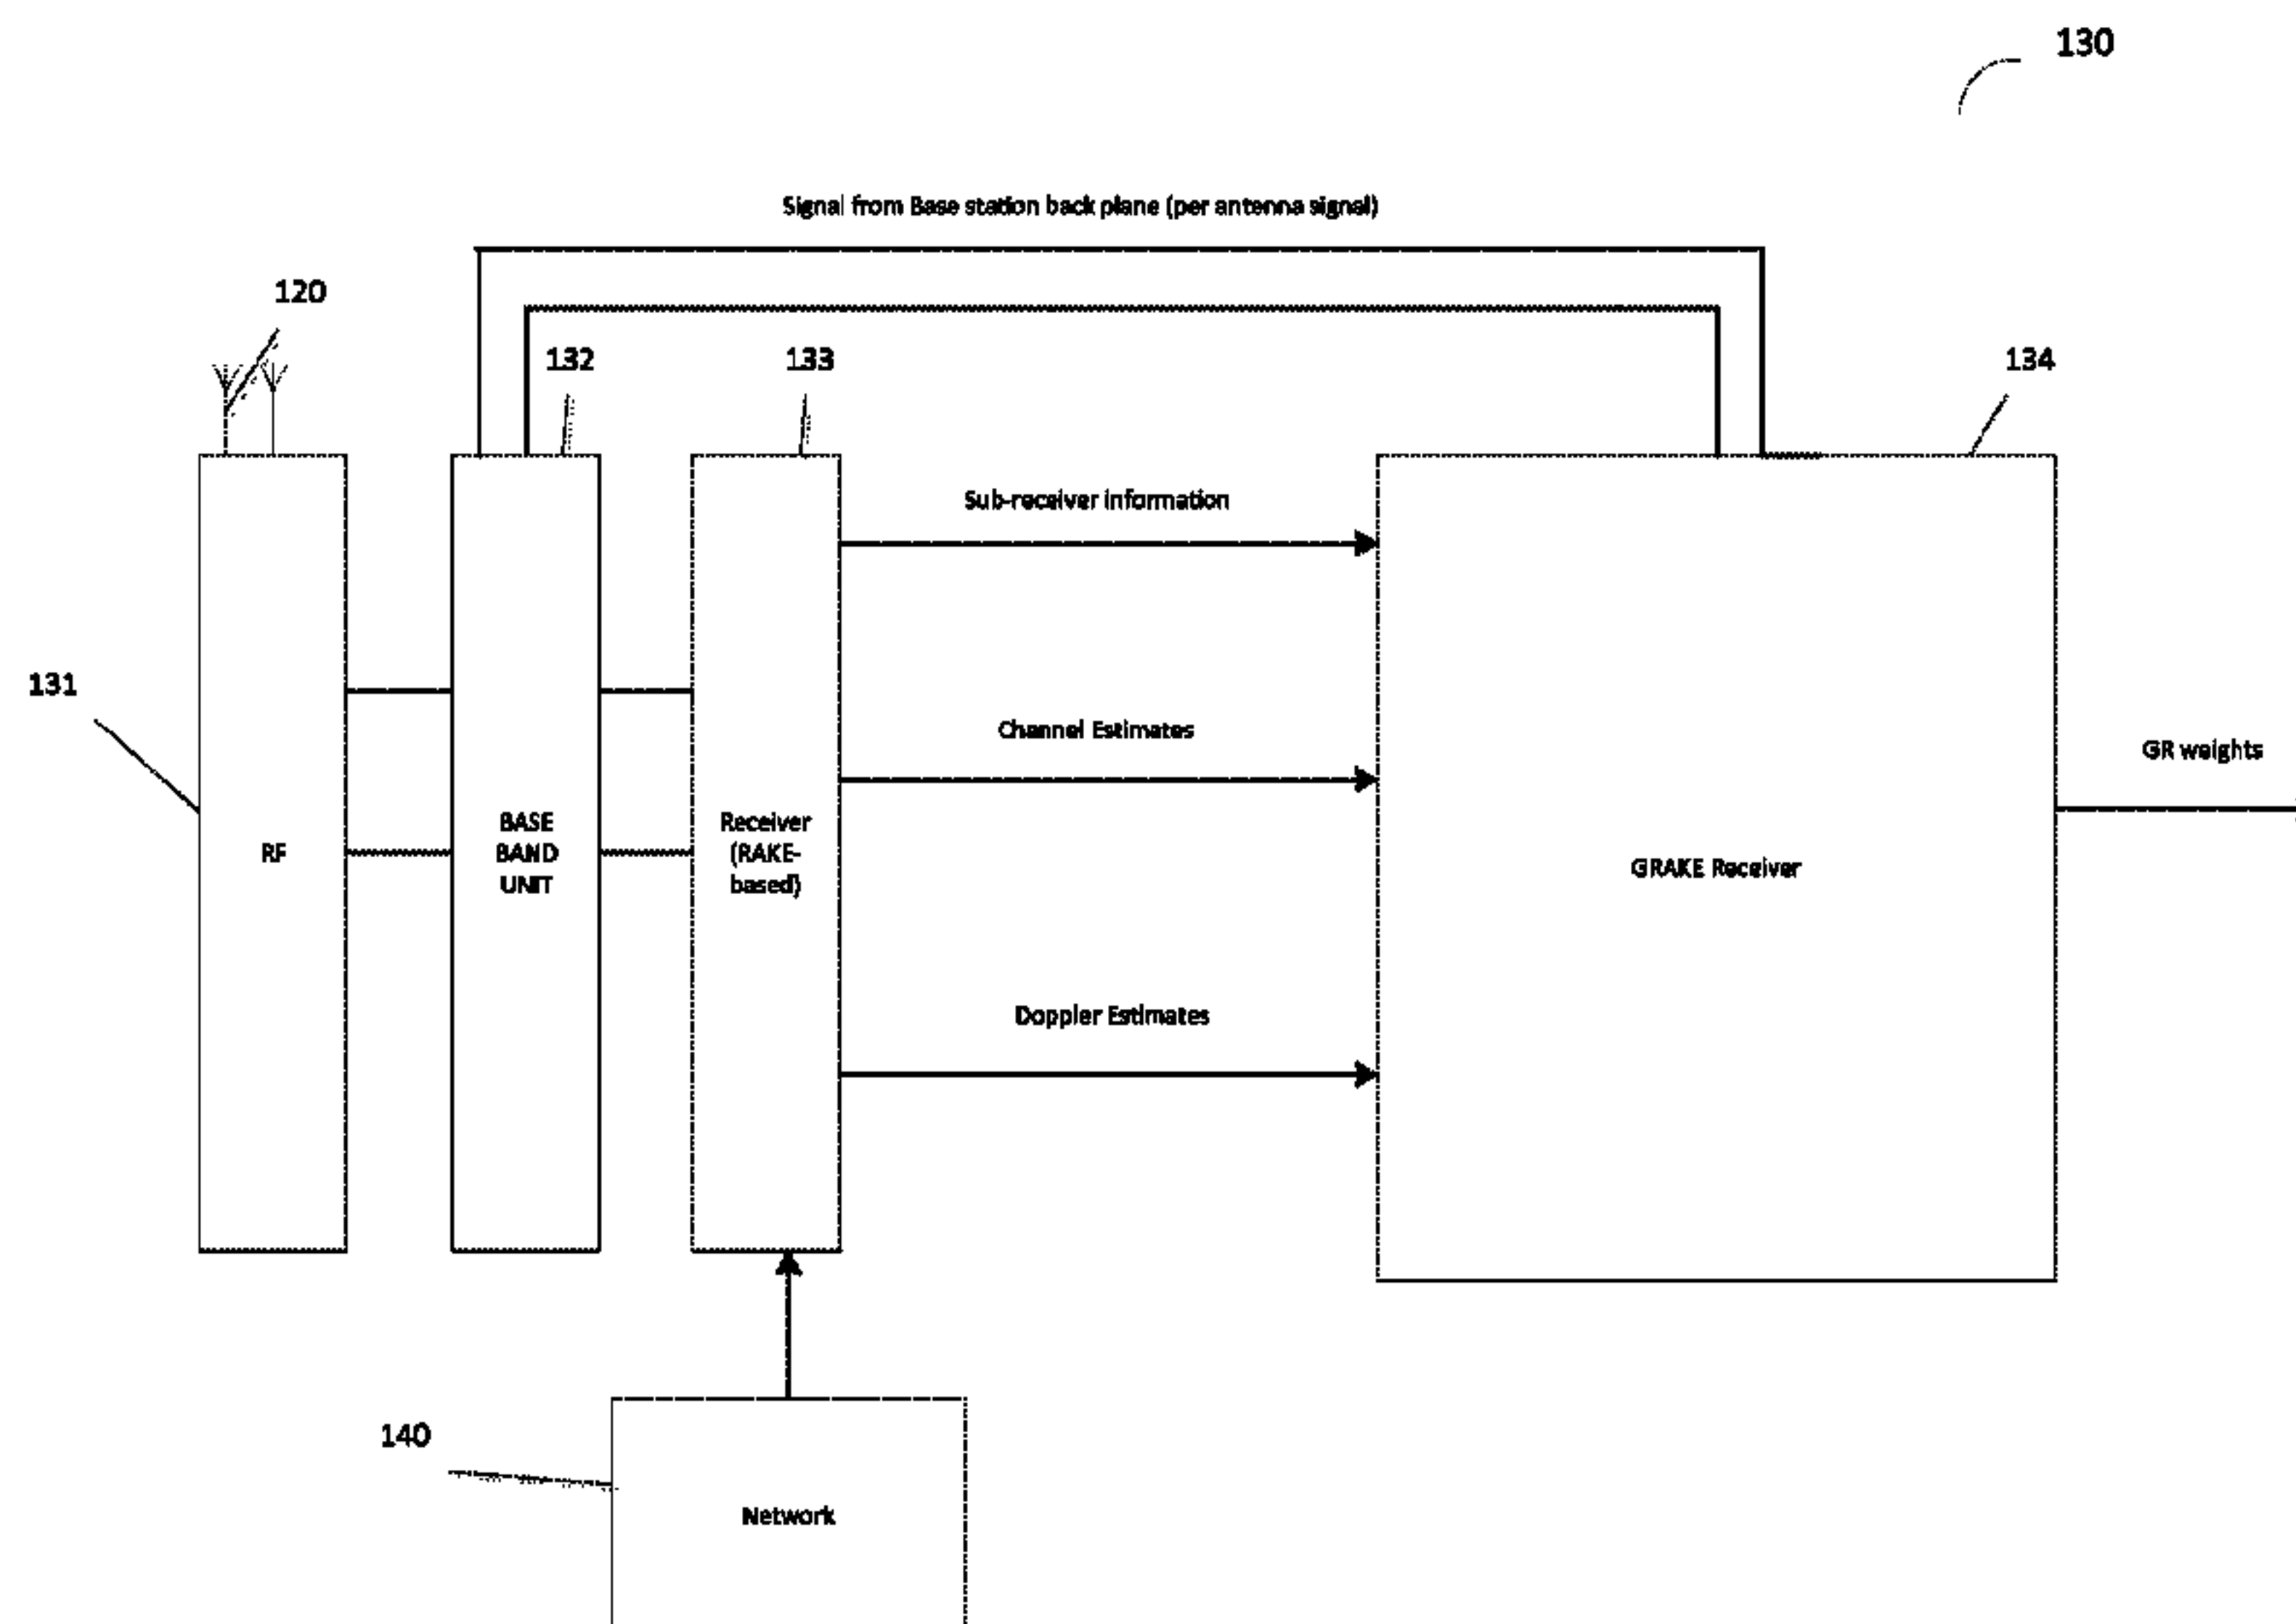 130
Signal from Base station back plane (per antenna signal)
120
132
133
134
Sub-receiver information
131
Channel Estimates
GR weights
RF
BASE
BAND
UNIT
Receiver
(RAKE-
based)
GRAKE Receiver
Doppler Estimates
140
Network